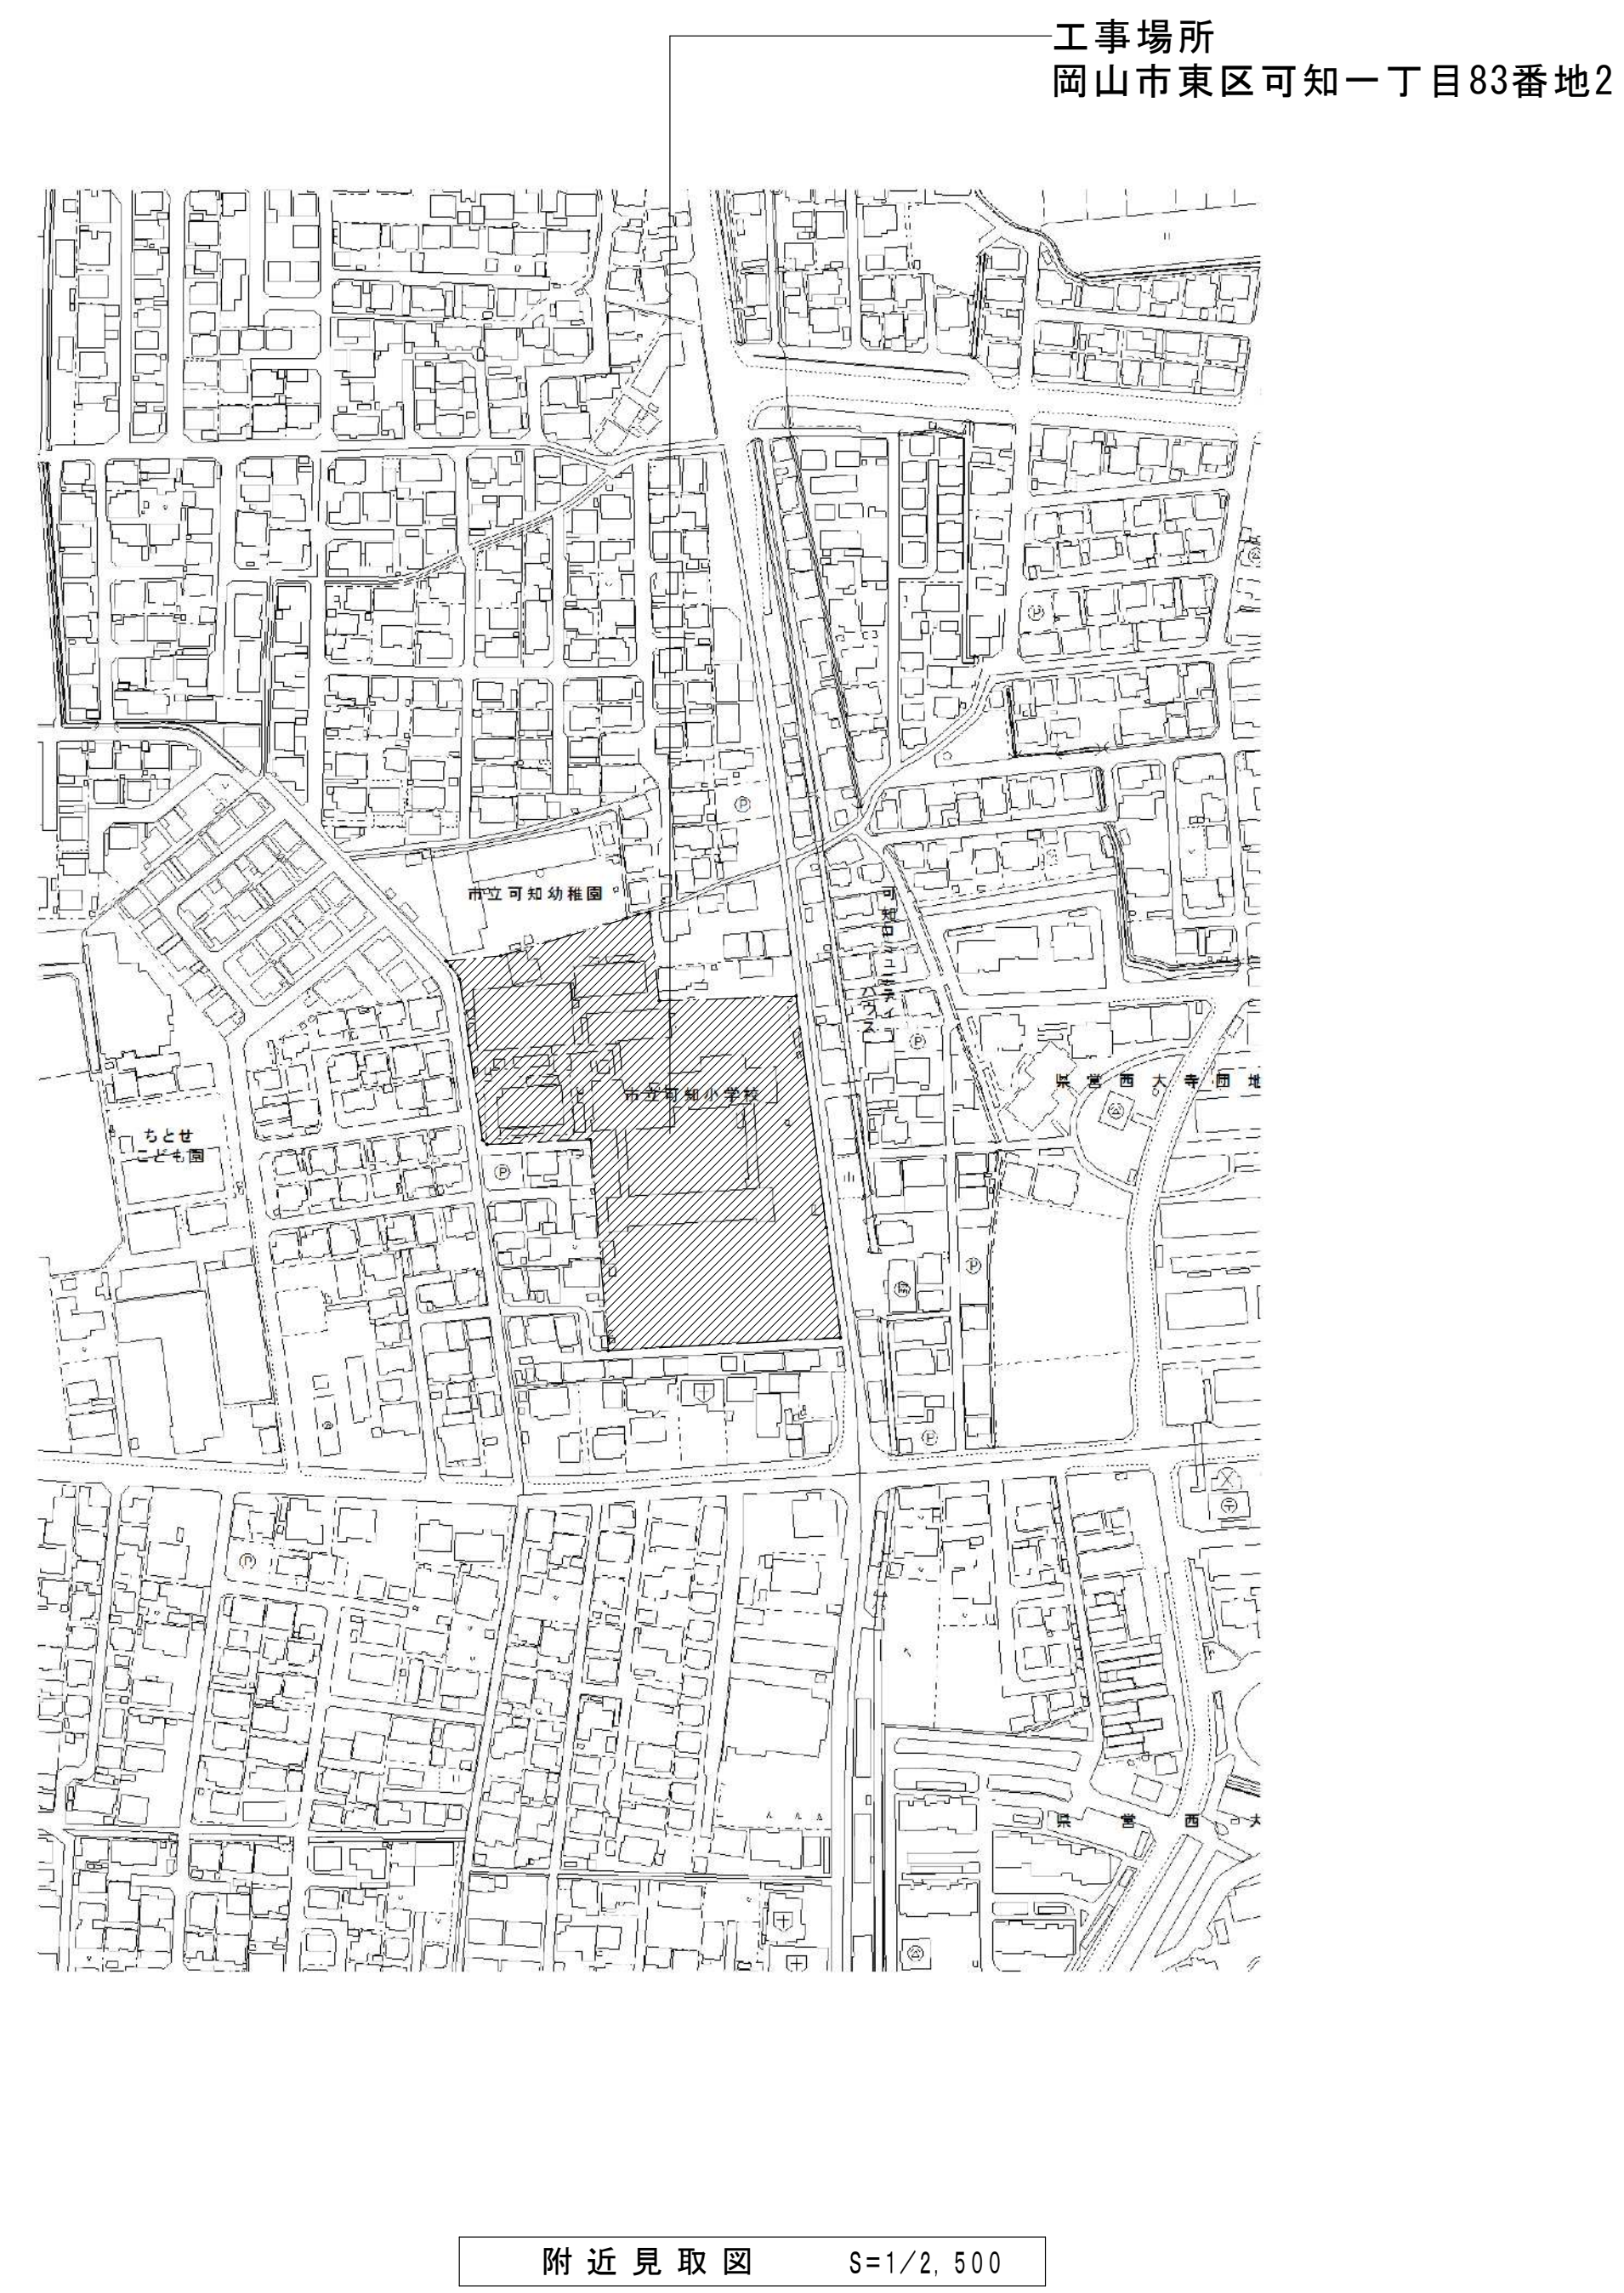 工事場所
岡山市東区可知一丁目83番地2
市立可知幼稚園
可知コミュニティ
ハウス
市立可知小学校
県営西大寺団地
ちとせ
こども園
県営西大
附近見取図 S=1/2,500